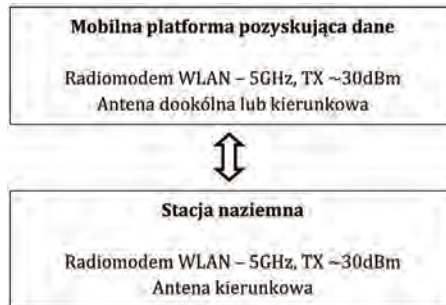 Mobilna platforma pozyskująca dane
Radiomodem WLAN – 5GHz, TX ~30dBm
Antena dookólna lub kierunkowa
Stacja naziemna
Radiomodem WLAN – 5GHz, TX ~30dBm
Antena kierunkowa